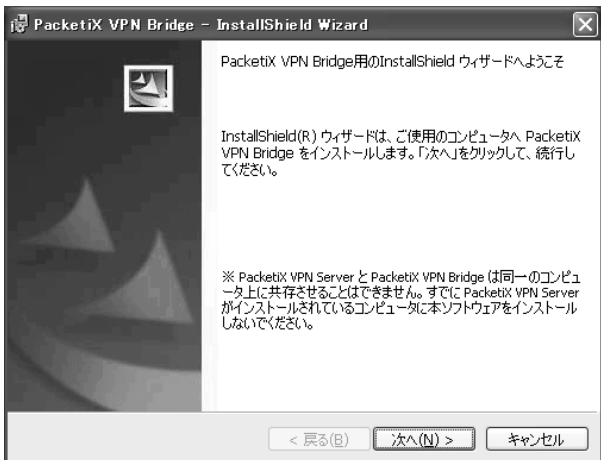 PacketiX VPN Bridge - InstallShield Wizard
PacketiX VPN Bridge用のInstallShield ウィザードへようこそ
InstallShield(R) ウィザードは、ご使用のコンピュータへ PacketiX
VPN Bridge をインストールします。「次へ」をクリックして、続行し
てください。
※ PacketiX VPN Server と PacketiX VPN Bridge は同一のコンピュ
ータ上に共存させることはできません。すでに PacketiX VPN Server
がインストールされているコンピュータに本ソフトウェアをインストール
しないでください。
< 戻る(B)
次へ(N) >
キャンセル